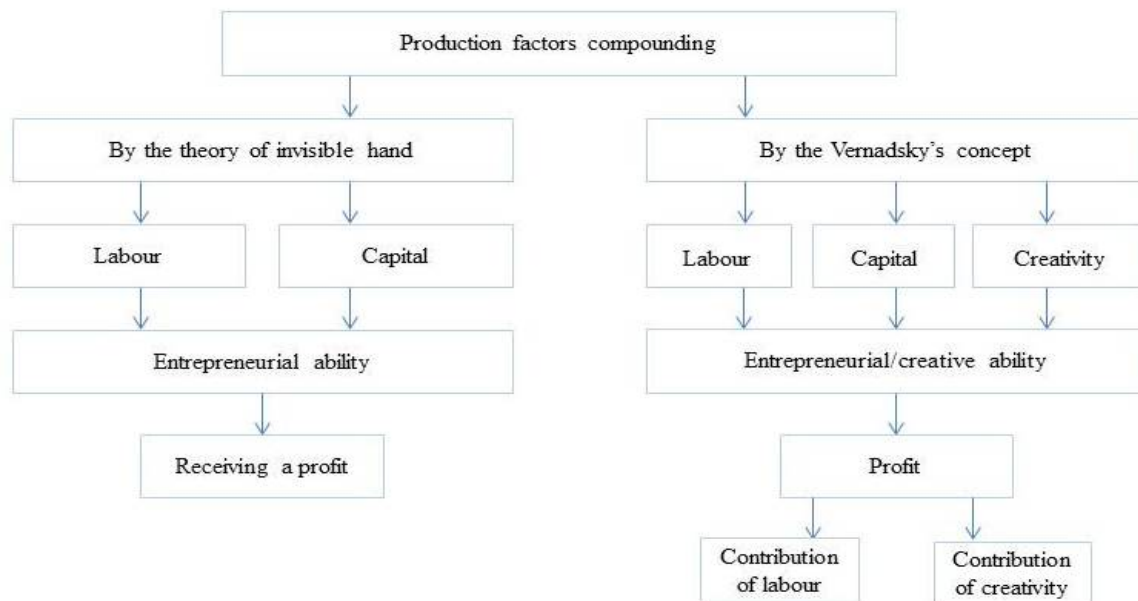 Production factors compounding
By the theory of invisible hand
By the Vernadsky's concept
Labour
Capital
Labour
Capital
Creativity
Entrepreneurial ability
Entrepreneurial/creative ability
Receiving a profit
Profit
Contribution
of labour
Contribution
of creativity